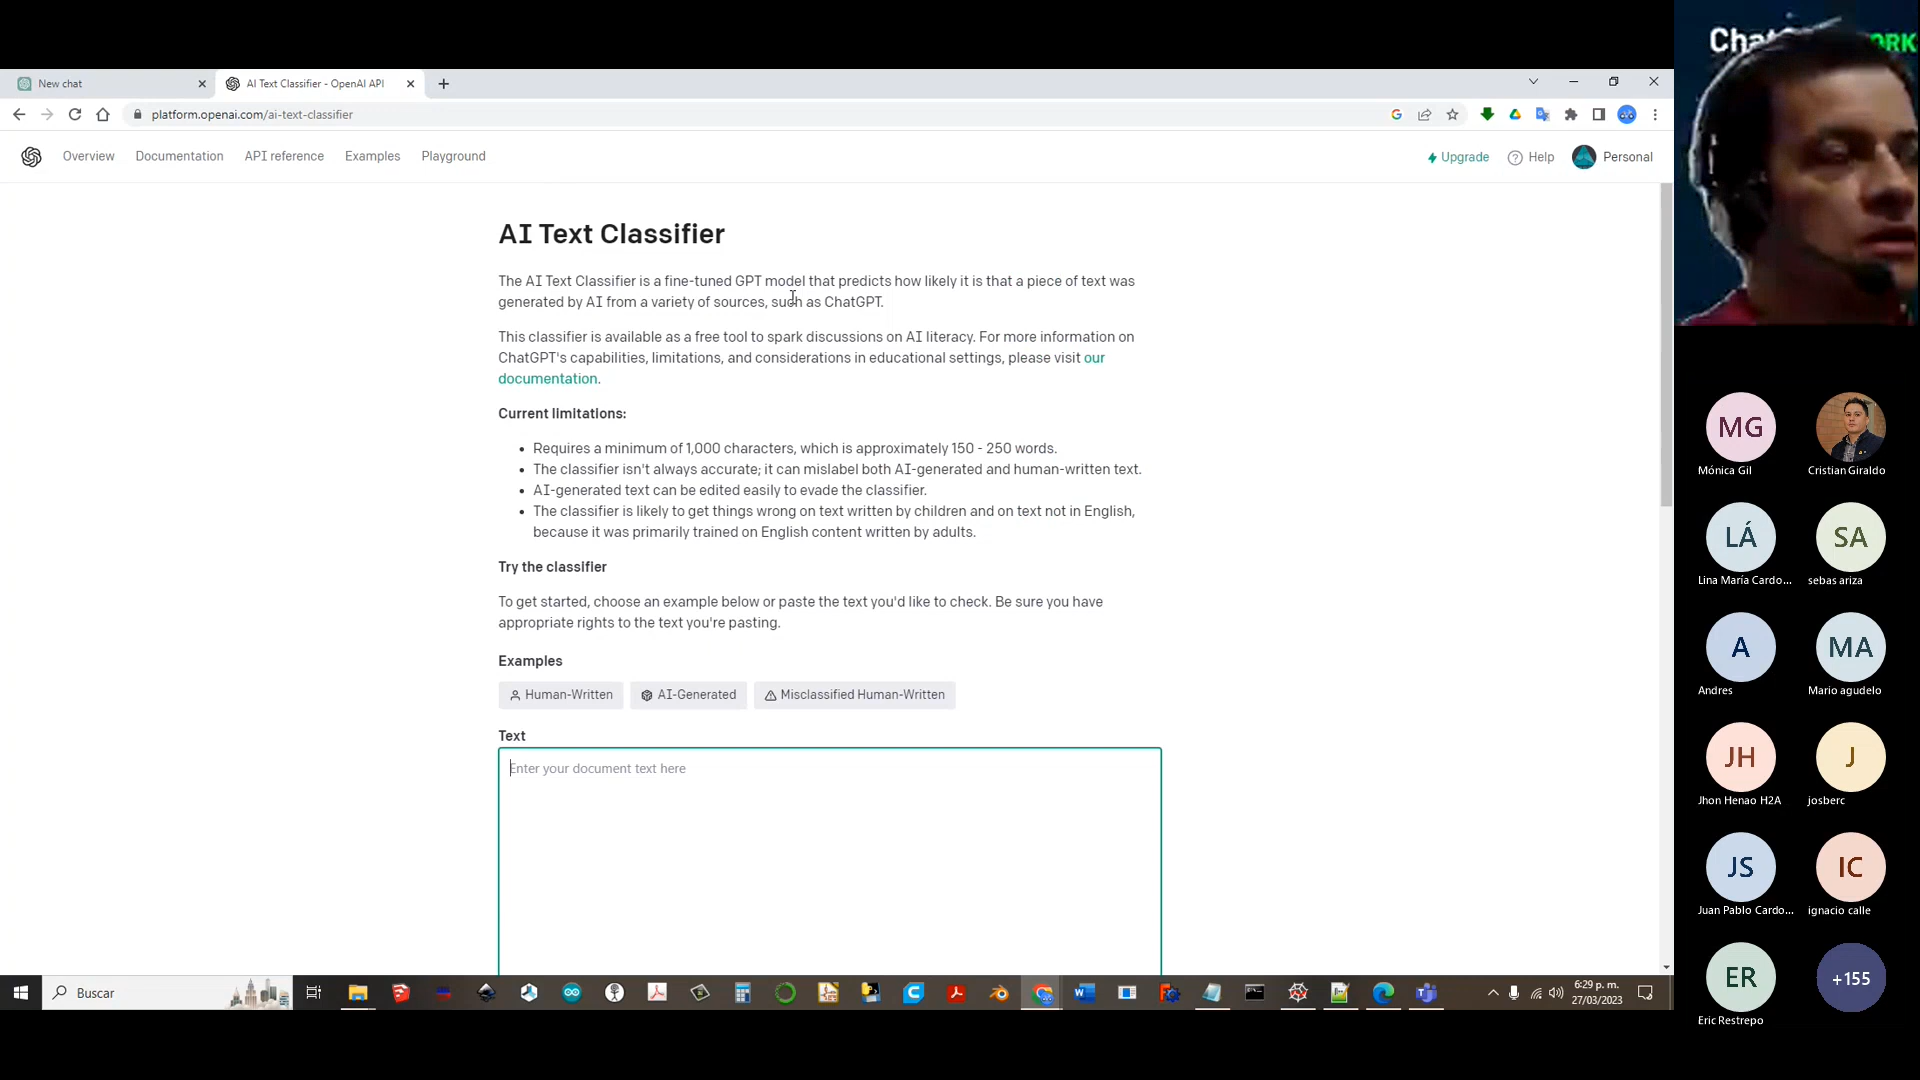 New chat
AI Text Classifier - OpenAI API
platform.openai.com/ai-text-classifier
Overview
Documentation
API reference
Examples
Playground
Upgrade
Help
Personal
AI Text Classifier
The AI Text Classifier is a fine-tuned GPT model that predicts how likely it is that a piece of text was
generated by AI from a variety of sources, such as ChatGPT.
This classifier is available as a free tool to spark discussions on AI literacy. For more information on
ChatGPT's capabilities, limitations, and considerations in educational settings, please visit our
documentation.
Current limitations:
Requires a minimum of 1,000 characters, which is approximately 150 - 250 words.
The classifier isn't always accurate; it can mislabel both AI-generated and human-written text.
AI-generated text can be edited easily to evade the classifier.
The classifier is likely to get things wrong on text written by children and on text not in English,
because it was primarily trained on English content written by adults.
Try the classifier
To get started, choose an example below or paste the text you'd like to check. Be sure you have
appropriate rights to the text you're pasting.
Examples
Human-Written
AI-Generated
Misclassified Human-Written
Text
Enter your document text here
Buscar
6:29 p. m.
27/03/2023
MG
Mónica Gil
Cristian Giraldo
LÁ
Lina María Cardo...
SA
sebas ariza
A
Andres
MA
Mario agudelo
JH
Jhon Henao H2A
J
josberc
JS
Juan Pablo Cardo...
IC
ignacio calle
ER
Eric Restrepo
+155